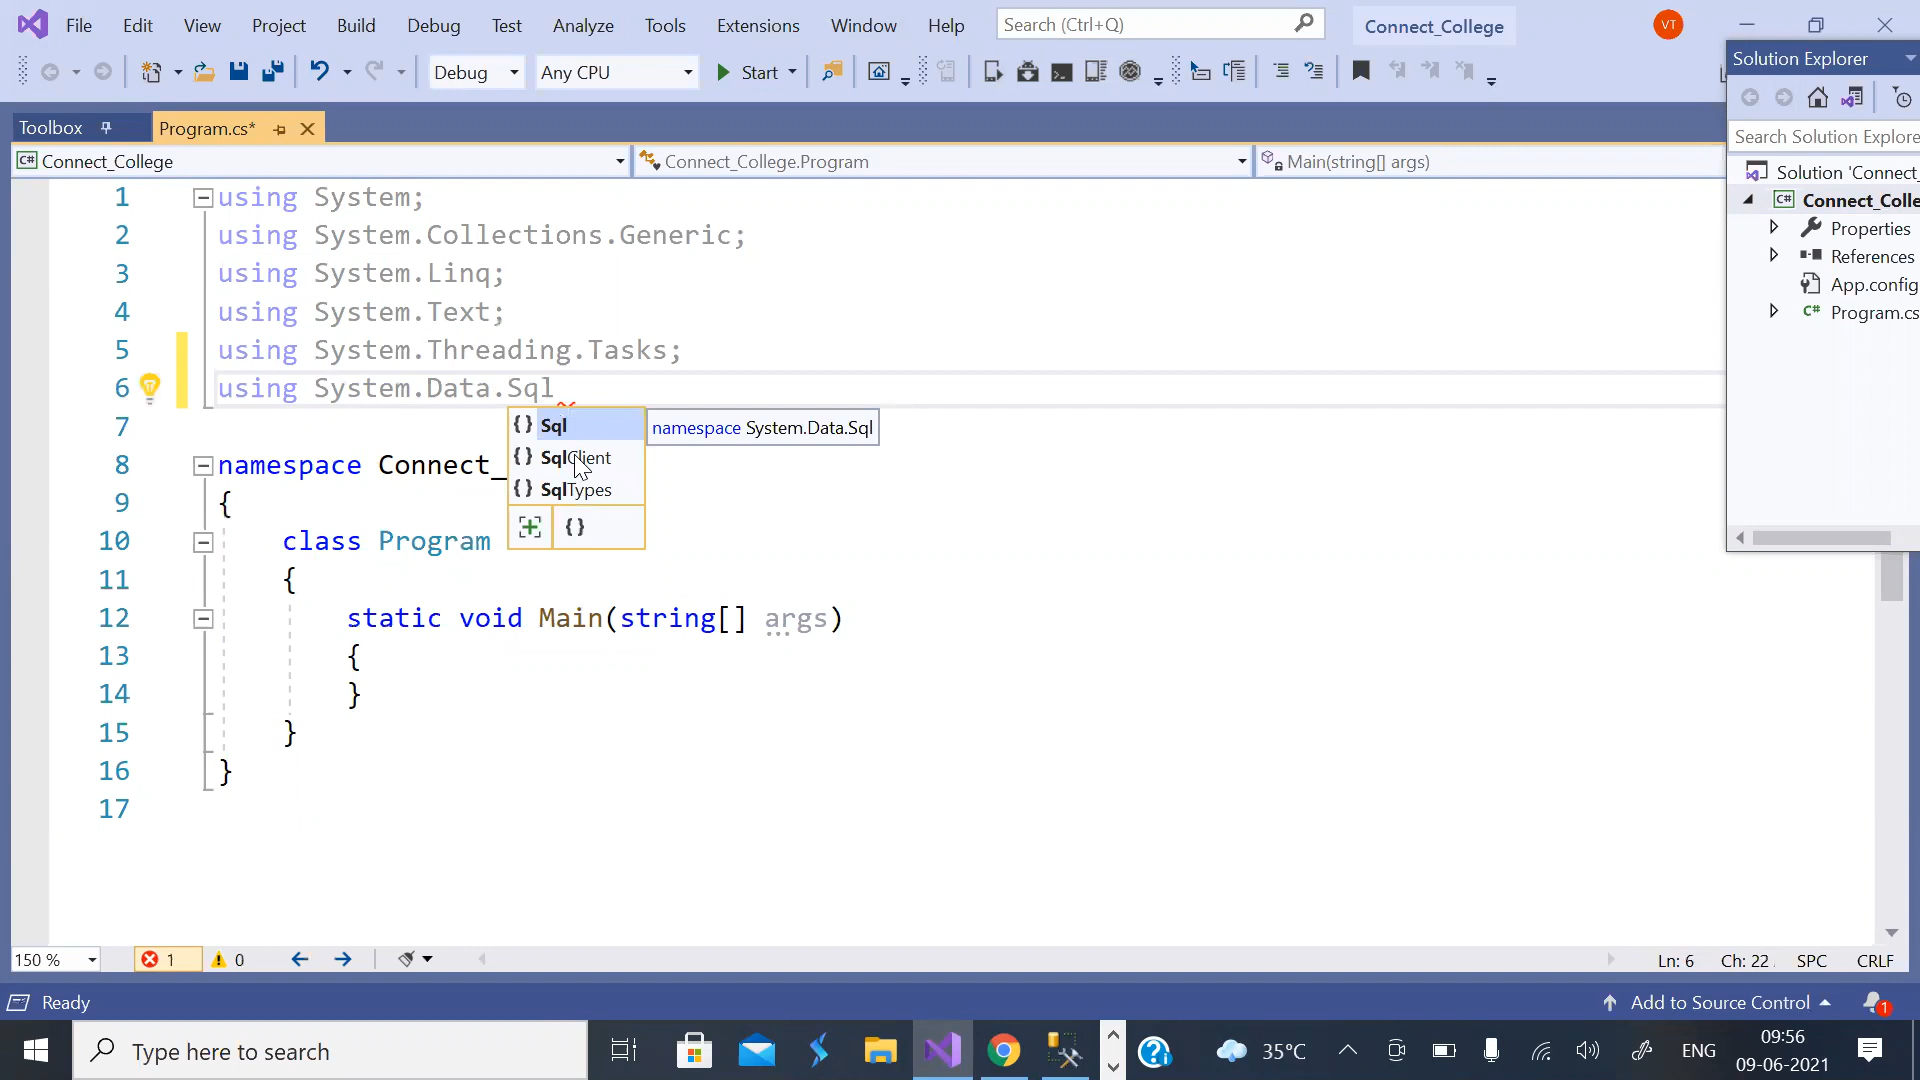 File Edit View Project Build Debug Test Analyze Tools Extensions Window Help Search (Ctrl+Q) Connect_College VT
Debug Any CPU Start
Solution Explorer
Toolbox Program.cs*
Search Solution Explore
Connect_College Connect_College.Program Main(string[] args)
Solution 'Connect_
Connect_Colle
Properties
References
App.config
Program.cs
1 using System;
2 using System.Collections.Generic;
3 using System.Linq;
4 using System.Text;
5 using System.Threading.Tasks;
6 using System.Data.Sql
7
Sql
SqlClient
SqlTypes
namespace System.Data.Sql
8 namespace Connect_
9 {
10 class Program
11 {
12 static void Main(string[] args)
13 {
14 }
15 }
16 }
17
150 % 1 0 Ln: 6 Ch: 22 SPC CRLF
Ready Add to Source Control 1
Type here to search 35°C ENG 09:56
09-06-2021